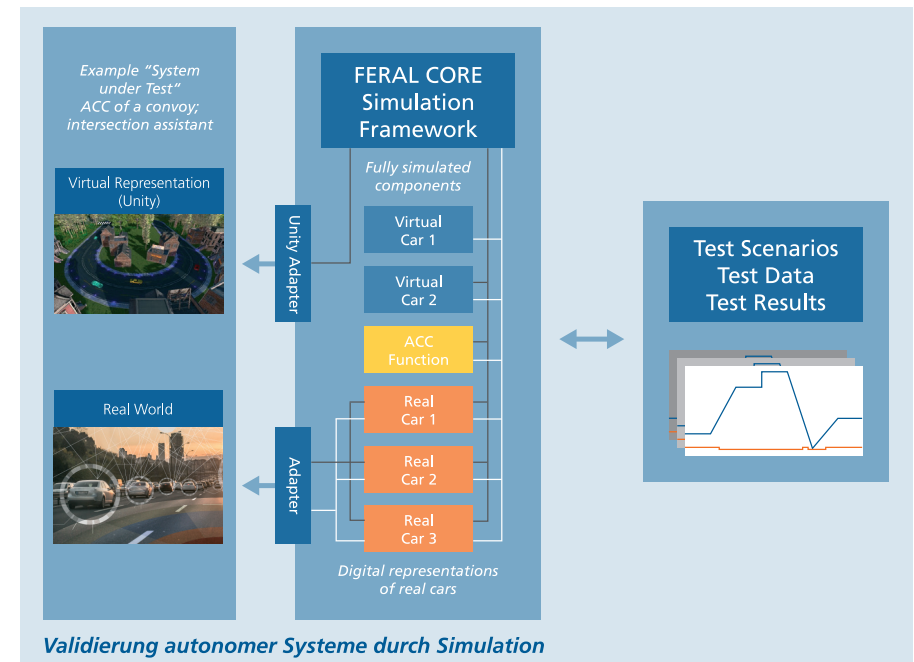 Example “System
under Test“
ACC of a convoy;
intersection assistant
Virtual Representation
(Unity)
Real World
FERAL CORE
Simulation
Framework
Fully simulated
components
Unity Adapter
Virtual
Car 1
Virtual
Car 2
ACC
Function
Real
Car 1
Adapter
Real
Car 2
Real
Car 3
Digital representations
of real cars
Test Scenarios
Test Data
Test Results
Validierung autonomer Systeme durch Simulation